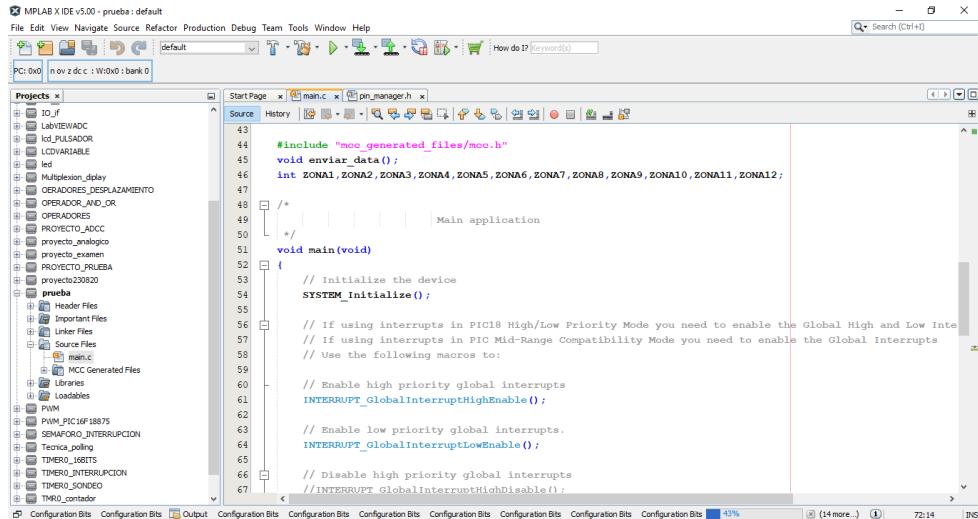 MPLAB X IDE v5.00 - prueba : default
File Edit View Navigate Source Refactor Production Debug Team Tools Window Help
Search (Ctrl+I)
default
How do I? Keyword(s)
PC: 0x0
n ov z dc c : W:0x0 : bank 0
Projects x
Start Page x main.c x pin_manager.h x
Source History
IO_if
LabVIEWADC
lcd_PULSADOR
LCDVARIABLE
led
Multiplexion_diplay
OERADORES_DESPLAZAMIENTO
OPERADOR_AND_OR
OPERADORES
PROYECTO_ADCC
proyecto_analogico
proyecto_examen
PROYECTO_PRUEBA
proyecto230820
prueba
Header Files
Important Files
Linker Files
Source Files
main.c
MCC Generated Files
Libraries
Loadables
PWM
PWM_PIC16F18875
SEMAFORO_INTERRUPCION
Tecnica_polling
TIMER0_16BITS
TIMER0_INTERRUPCION
TIMER0_SONDEO
TMR0_contador
43
44 #include "mcc_generated_files/mcc.h"
45 void enviar_data();
46 int ZONA1,ZONA2,ZONA3,ZONA4,ZONA5,ZONA6,ZONA7,ZONA8,ZONA9,ZONA10,ZONA11,ZONA12;
47
48 /*
49 Main application
50 */
51 void main(void)
52 {
53 // Initialize the device
54 SYSTEM_Initialize();
55
56 // If using interrupts in PIC18 High/Low Priority Mode you need to enable the Global High and Low Inte
57 // If using interrupts in PIC Mid-Range Compatibility Mode you need to enable the Global Interrupts
58 // Use the following macros to:
59
60 // Enable high priority global interrupts
61 INTERRUPT_GlobalInterruptHighEnable();
62
63 // Enable low priority global interrupts.
64 INTERRUPT_GlobalInterruptLowEnable();
65
66 // Disable high priority global interrupts
67 //INTERRUPT_GlobalInterruptHighDisable();
Configuration Bits Configuration Bits Output Configuration Bits Configuration Bits Configuration Bits Configuration Bits Configuration Bits Configuration Bits Configuration Bits 43% (14 more...) 72:14 INS